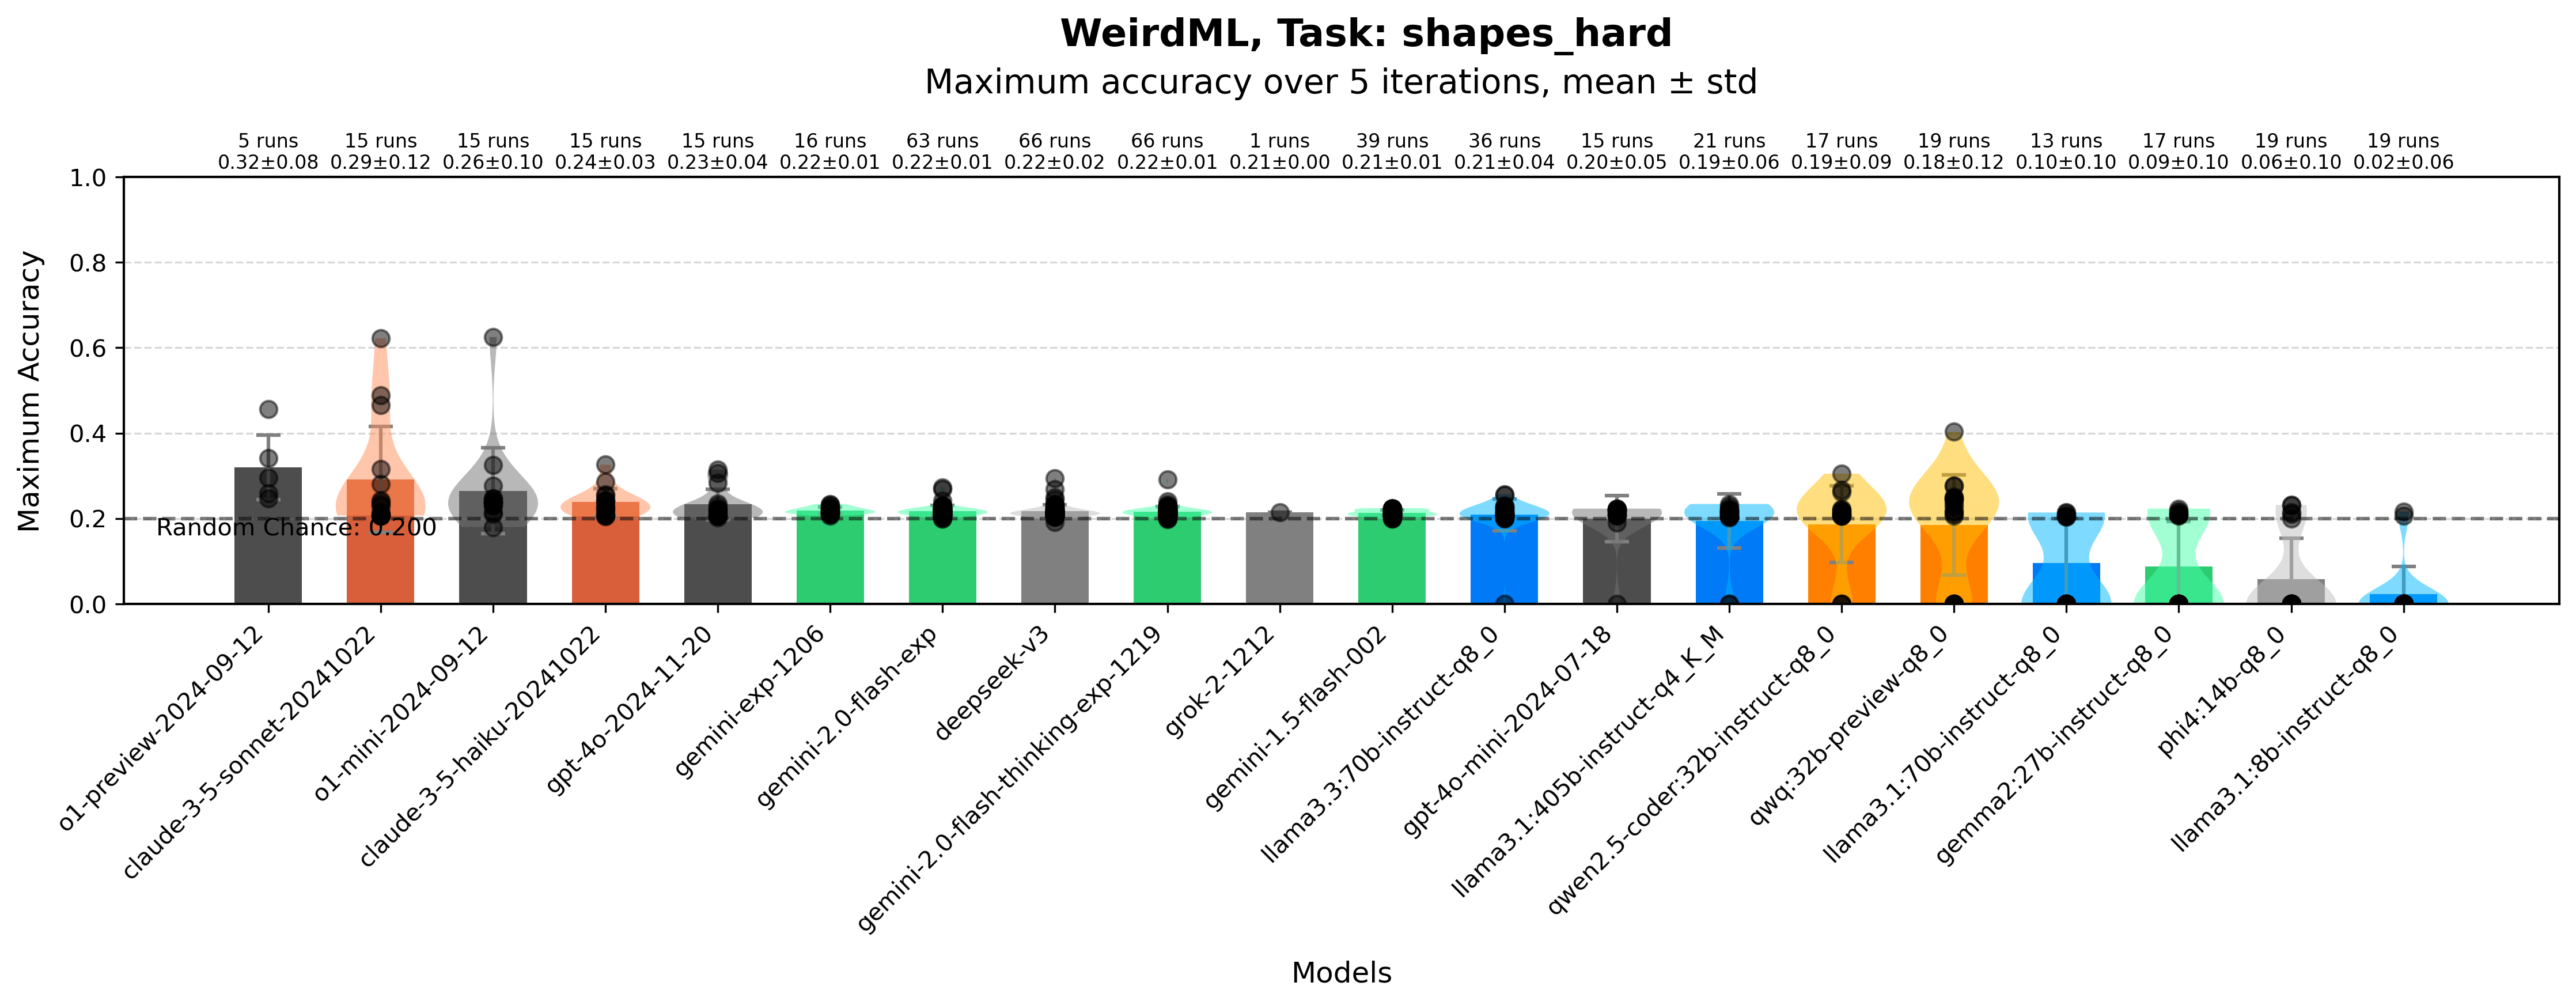 WeirdML, Task: shapes_hard
Maximum accuracy over 5 iterations, mean ± std
5 runs 15 runs 15 runs 15 runs 15 runs 16 runs 63 runs 66 runs 66 runs 1 runs 39 runs 36 runs 15 runs 21 runs 17 runs 19 runs 13 runs 17 runs 19 runs 19 runs
0.32±0.08 0.29±0.12 0.26±0.10 0.24±0.03 0.23±0.04 0.22±0.01 0.22±0.01 0.22±0.02 0.22±0.01 0.21±0.00 0.21±0.01 0.21±0.04 0.20±0.05 0.19±0.06 0.19±0.09 0.18±0.12 0.10±0.10 0.09±0.10 0.06±0.10 0.02±0.06
Maximum Accuracy
1.0
0.8
0.6
0.4
0.2
0.0
Random Chance: 0.200
o1-preview-2024-09-12
claude-3-5-sonnet-20241022
o1-mini-2024-09-12
claude-3-5-haiku-20241022
gpt-4o-2024-11-20
gemini-exp-1206
gemini-2.0-flash-exp
deepseek-v3
gemini-2.0-flash-thinking-exp-1219
grok-2-1212
gemini-1.5-flash-002
llama3.3:70b-instruct-q8_0
gpt-4o-mini-2024-07-18
llama3.1:405b-instruct-q4_K_M
qwen2.5-coder:32b-instruct-q8_0
qwq:32b-preview-q8_0
llama3.1:70b-instruct-q8_0
gemma2:27b-instruct-q8_0
phi4:14b-q8_0
llama3.1:8b-instruct-q8_0
Models